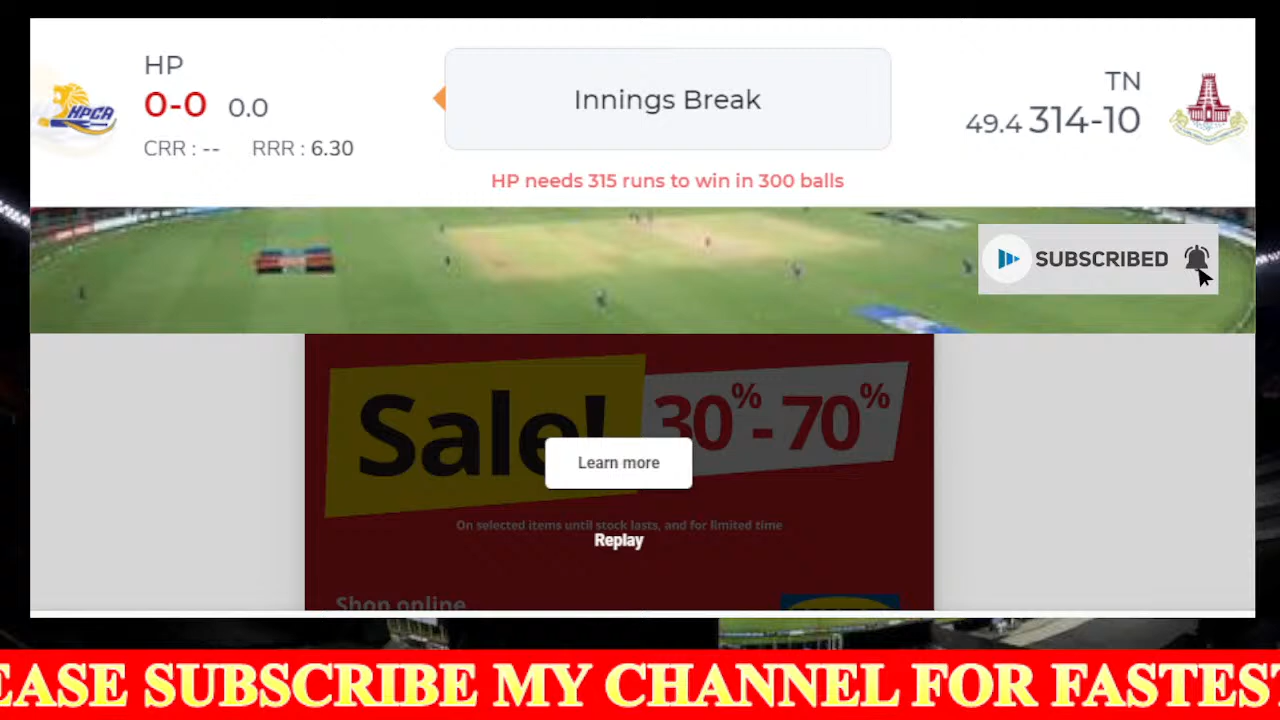 HP
0-0 0.0
CRR : -- RRR : 6.30
HPCA
Innings Break
HP needs 315 runs to win in 300 balls
TN
49.4 314-10
SUBSCRIBED
Sale! 30%-70%
Learn more
On selected items until stock lasts, and for limited time
Replay
Shop online
EASE SUBSCRIBE MY CHANNEL FOR FASTEST